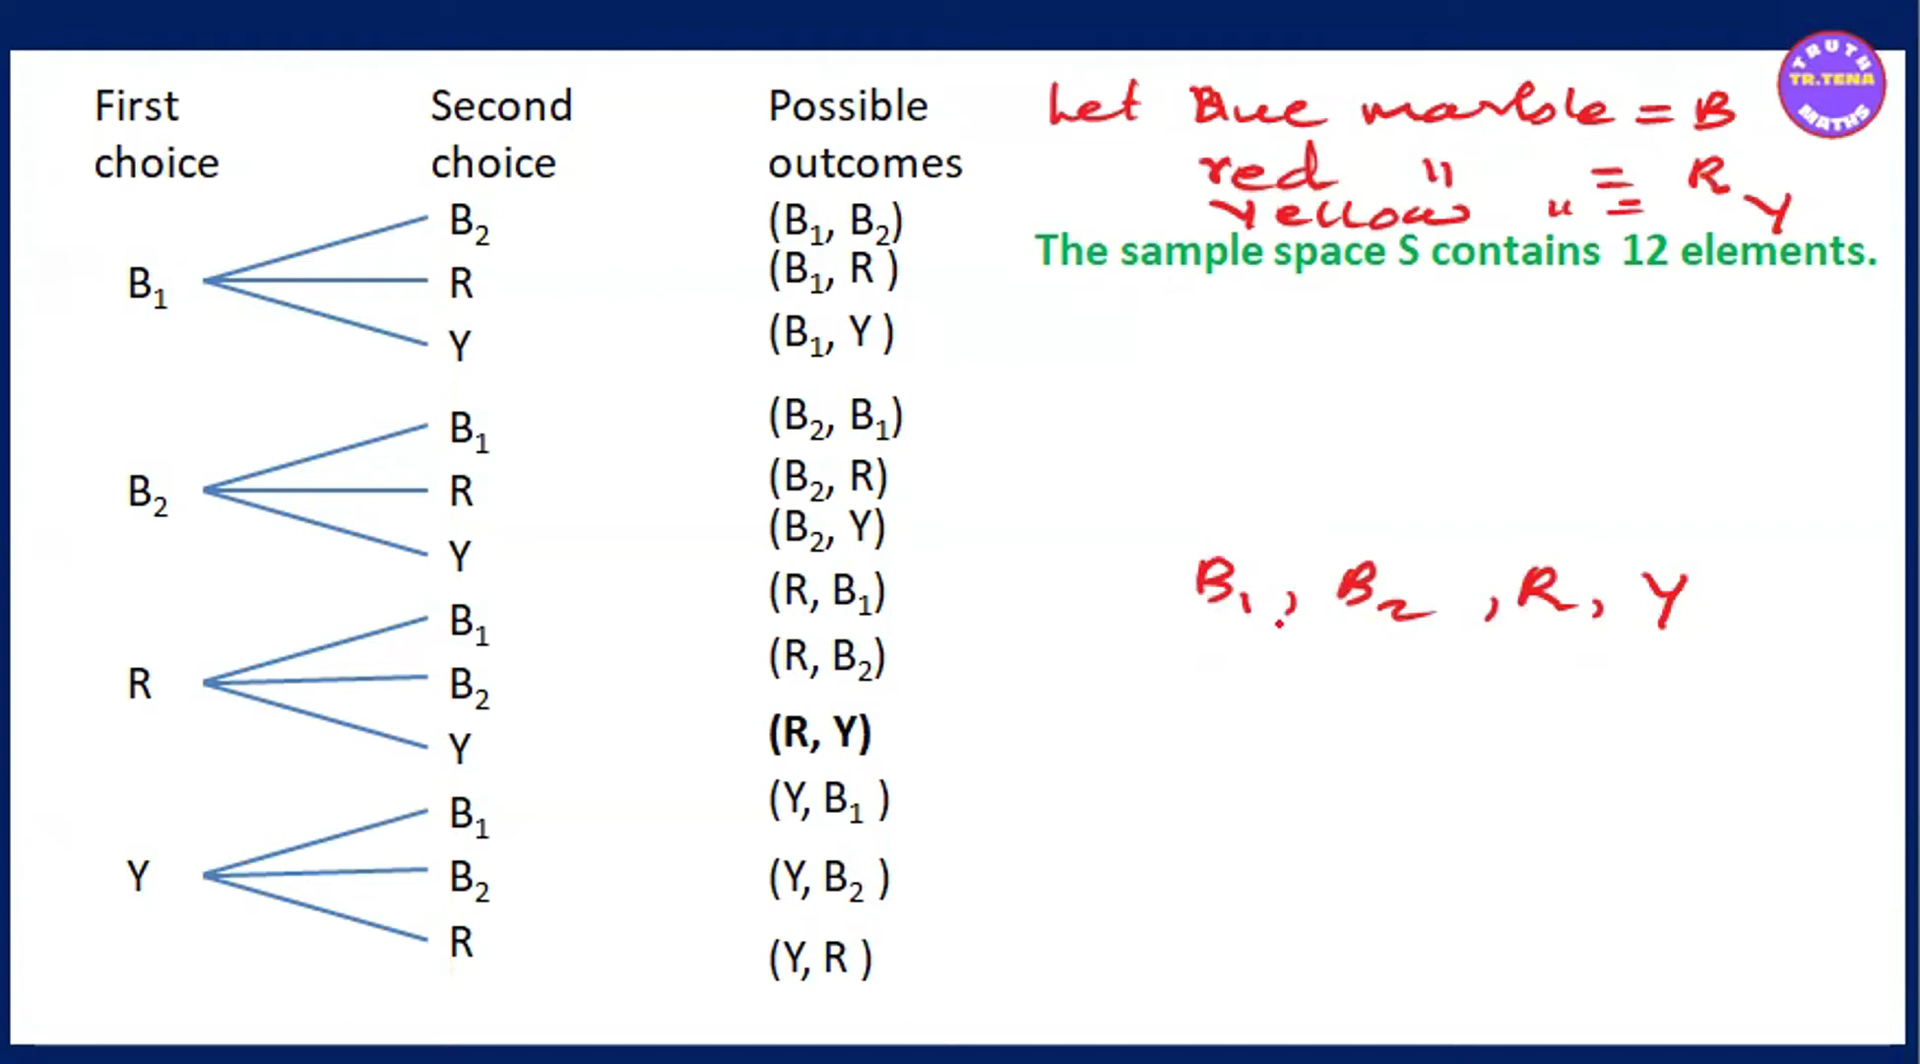 First choice
Second choice
Possible outcomes
B₁
B₂
R
Y
(B₁, B₂)
(B₁, R )
(B₁, Y )
B₂
B₁
R
Y
(B₂, B₁)
(B₂, R)
(B₂, Y)
R
B₁
B₂
Y
(R, B₁)
(R, B₂)
(R, Y)
Y
B₁
B₂
R
(Y, B₁ )
(Y, B₂ )
(Y, R )
Let Blue marble = B
red " = R
Yellow " = Y
The sample space S contains 12 elements.
B₁, B₂, R, Y
TRUTH
TR.TENA
MATHS